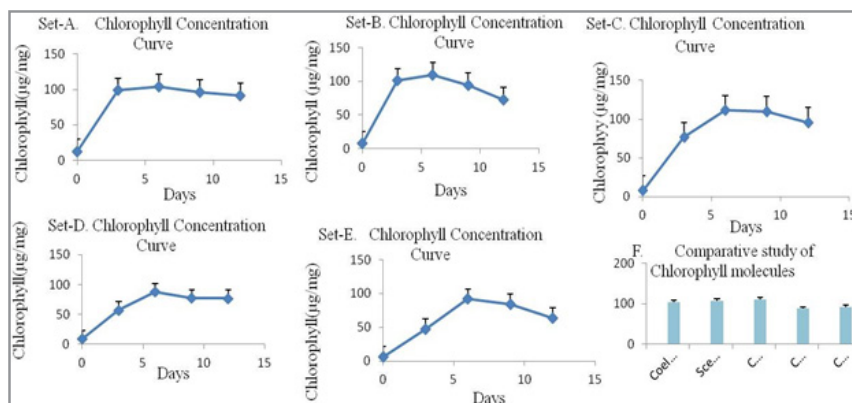 Set-A. Chlorophyll Concentration
Curve
Chlorophyll(µg/mg)
150
100
50
0
0 5 10 15
Days
Set-B. Chlorophyll Concentration
Curve
Chlorophyll (µg/mg)
150
100
50
0
0 5 10 15
Days
Set-C. Chlorophyll Concentration
Curve
Chlorophyy (µg/mg)
150
100
50
0
0 5 10 15
Days
Set-D. Chlorophyll Concentration
Curve
Chlorophyll(µg/mg)
150
100
50
0
0 5 10 15
Days
Set-E. Chlorophyll Concentration
Curve
Chlorophyll(µg/mg)
150
100
50
0
0 5 10 15
Days
F. Comparative study of
Chlorophyll molecules
200
100
0
Coel...
Sce...
C...
C...
C...